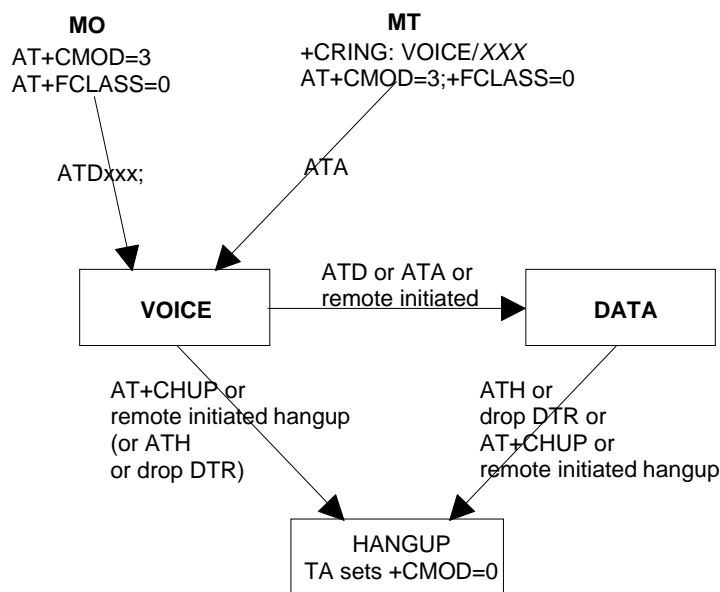 MO
AT+CMOD=3
AT+FCLASS=0
MT
+CRING: VOICE/XXX
AT+CMOD=3;+FCLASS=0
ATDxxx;
ATA
VOICE
ATD or ATA or
remote initiated
DATA
AT+CHUP or
remote initiated hangup
(or ATH
or drop DTR)
ATH or
drop DTR or
AT+CHUP or
remote initiated hangup
HANGUP
TA sets +CMOD=0